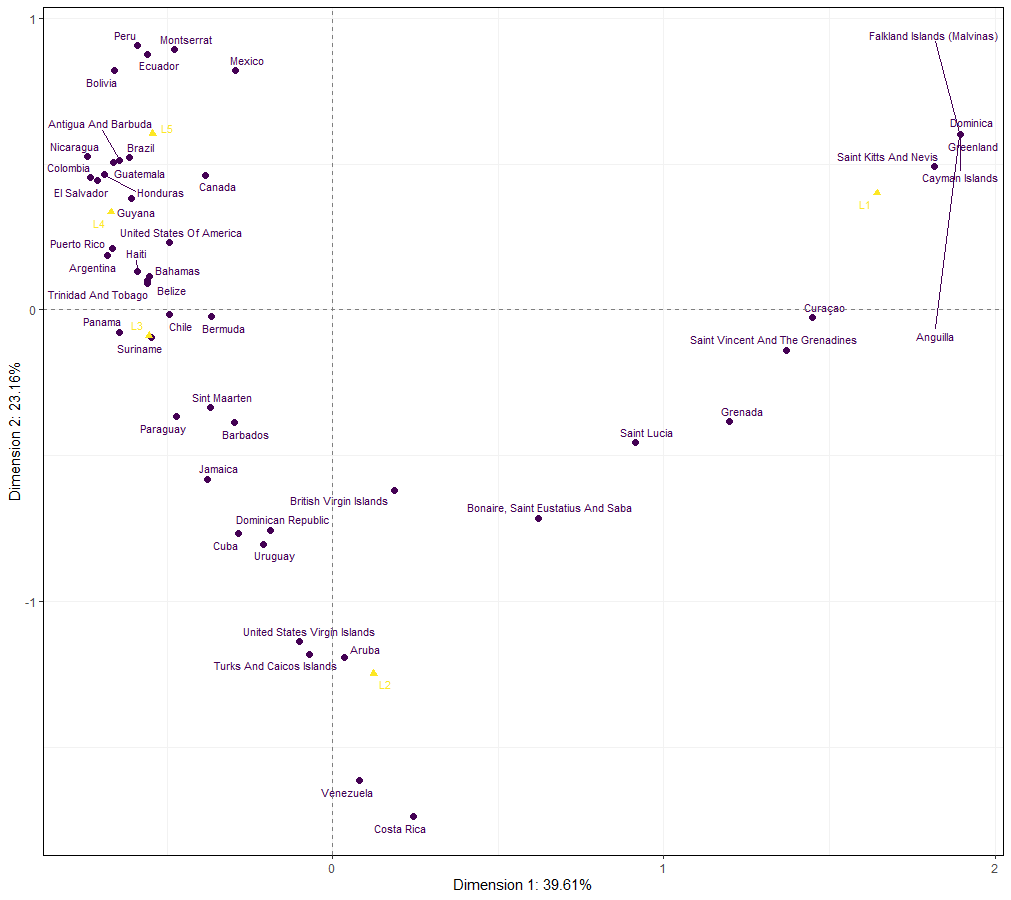 1
Peru
Montserrat
Falkland Islands (Malvinas)
Ecuador
Mexico
Bolivia
Antigua And Barbuda
L5
Dominica
Nicaragua
Brazil
Greenland
Saint Kitts And Nevis
Colombia
Guatemala
Cayman Islands
El Salvador
Honduras
Canada
L1
Guyana
L4
United States Of America
Puerto Rico
Haiti
Argentina
Bahamas
Trinidad And Tobago
Belize
0
Curaçao
Panama
L3
Chile
Bermuda
Saint Vincent And The Grenadines
Anguilla
Suriname
Sint Maarten
Paraguay
Barbados
Grenada
Saint Lucia
Jamaica
British Virgin Islands
Bonaire, Saint Eustatius And Saba
Dominican Republic
Cuba
Uruguay
-1
United States Virgin Islands
Aruba
Turks And Caicos Islands
L2
Venezuela
Costa Rica
0
1
2
Dimension 1: 39.61%
Dimension 2: 23.16%